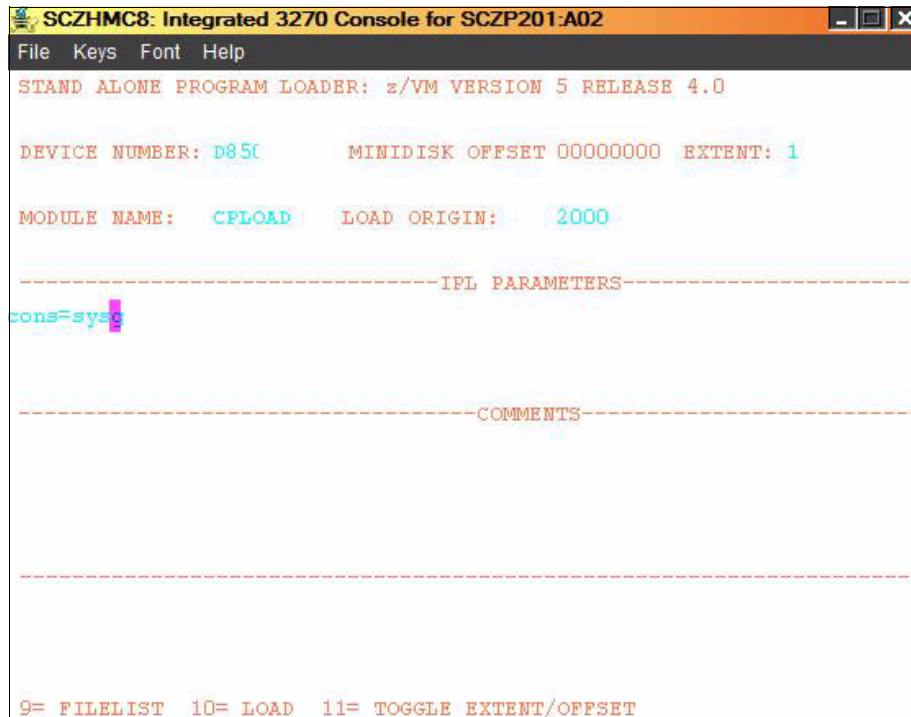 SCZHMC8: Integrated 3270 Console for SCZP201:A02
File Keys Font Help
STAND ALONE PROGRAM LOADER: z/VM VERSION 5 RELEASE 4.0
DEVICE NUMBER: D850 MINIDISK OFFSET 00000000 EXTENT: 1
MODULE NAME: CPLOAD LOAD ORIGIN: 2000
--------------------------------IPL PARAMETERS----------------------
cons=sysg
-----------------------------------COMMENTS-------------------------
--------------------------------------------------------------------
9= FILELIST 10= LOAD 11= TOGGLE EXTENT/OFFSET